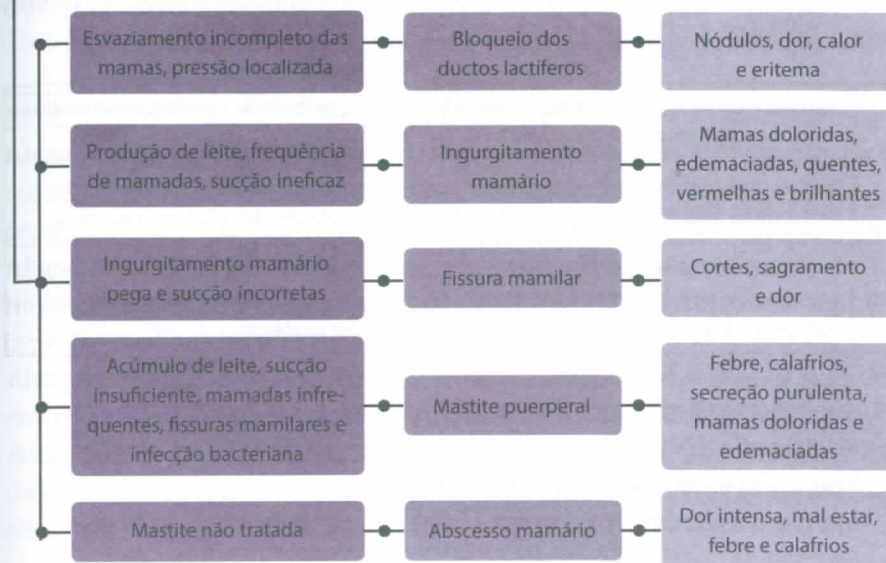 Esvaziamento incompleto das
mamas, pressão localizada
Bloqueio dos
ductos lactíferos
Nódulos, dor, calor
e eritema
Produção de leite, frequência
de mamadas, sucção ineficaz
Ingurgitamento
mamário
Mamas doloridas,
edemaciadas, quentes,
vermelhas e brilhantes
Ingurgitamento mamário
pega e sucção incorretas
Fissura mamilar
Cortes, sagramento
e dor
Acúmulo de leite, sucção
insuficiente, mamadas infre-
quentes, fissuras mamilares e
infecção bacteriana
Mastite puerperal
Febre, calafrios,
secreção purulenta,
mamas doloridas e
edemaciadas
Mastite não tratada
Abscesso mamário
Dor intensa, mal estar,
febre e calafrios